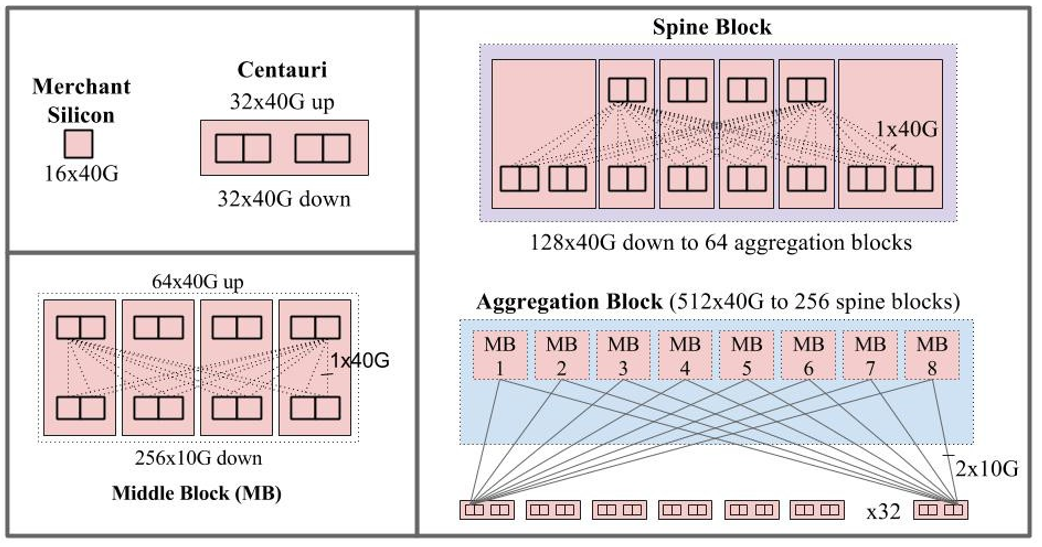 Merchant
Silicon
16x40G
Centauri
32x40G up
32x40G down
64x40G up
1x40G
256x10G down
Middle Block (MB)
Spine Block
1x40G
128x40G down to 64 aggregation blocks
Aggregation Block (512x40G to 256 spine blocks)
MB MB MB MB MB MB MB MB
1 2 3 4 5 6 7 8
2x10G
x32